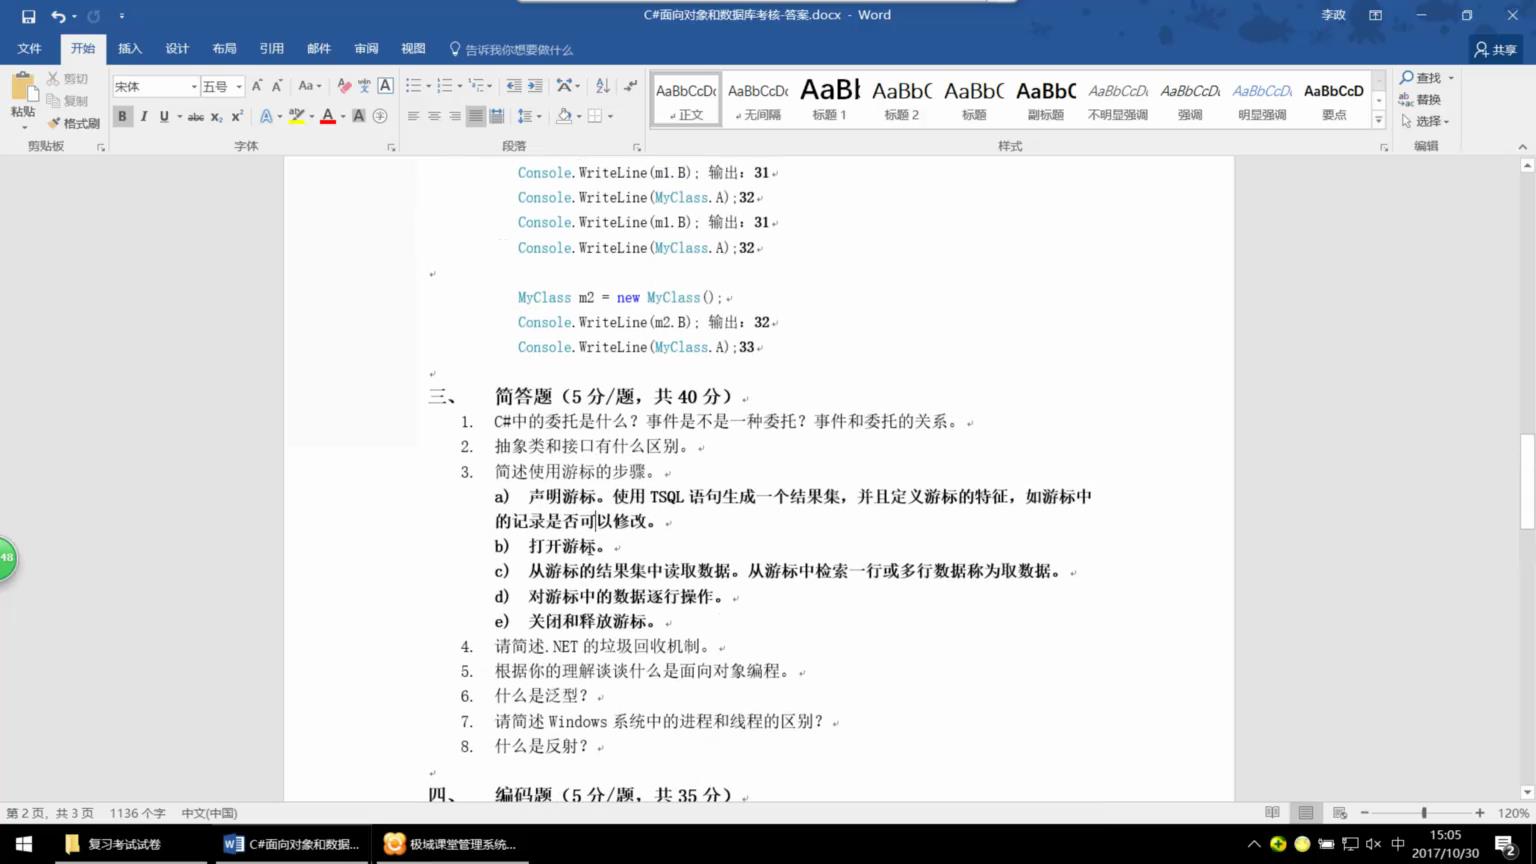 C#面向对象和数据库考核-答案.docx - Word
李政
文件 开始 插入 设计 布局 引用 邮件 审阅 视图 告诉我你想要做什么 共享
粘贴 剪切 复制 格式刷 剪贴板
宋体 五号 字体
段落
AaBbCcDc AaBbCcDc AaBb AaBbC AaBbC AaBbC AaBbCcDc AaBbCcDc AaBbCcDc AaBbCcD
正文 无间隔 标题 1 标题 2 标题 副标题 不明显强调 强调 明显强调 要点
样式
查找 替换 选择 编辑
Console.WriteLine(m1.B); 输出：31
Console.WriteLine(MyClass.A);32
Console.WriteLine(m1.B); 输出：31
Console.WriteLine(MyClass.A);32
MyClass m2 = new MyClass();
Console.WriteLine(m2.B); 输出：32
Console.WriteLine(MyClass.A);33
三、 简答题（5 分/题，共 40 分）
1. C#中的委托是什么？事件是不是一种委托？事件和委托的关系。
2. 抽象类和接口有什么区别。
3. 简述使用游标的步骤。
a) 声明游标。使用 TSQL 语句生成一个结果集，并且定义游标的特征，如游标中
的记录是否可以修改。
b) 打开游标。
c) 从游标的结果集中读取数据。从游标中检索一行或多行数据称为取数据。
d) 对游标中的数据逐行操作。
e) 关闭和释放游标。
4. 请简述.NET 的垃圾回收机制。
5. 根据你的理解谈谈什么是面向对象编程。
6. 什么是泛型？
7. 请简述 Windows 系统中的进程和线程的区别？
8. 什么是反射？
四、 编码题（5 分/题，共 35 分）
48
第 2 页，共 3 页 1136 个字 中文(中国) 120%
复习考试试卷 C#面向对象和数据... 极域课堂管理系统...
中 15:05
2017/10/30 2